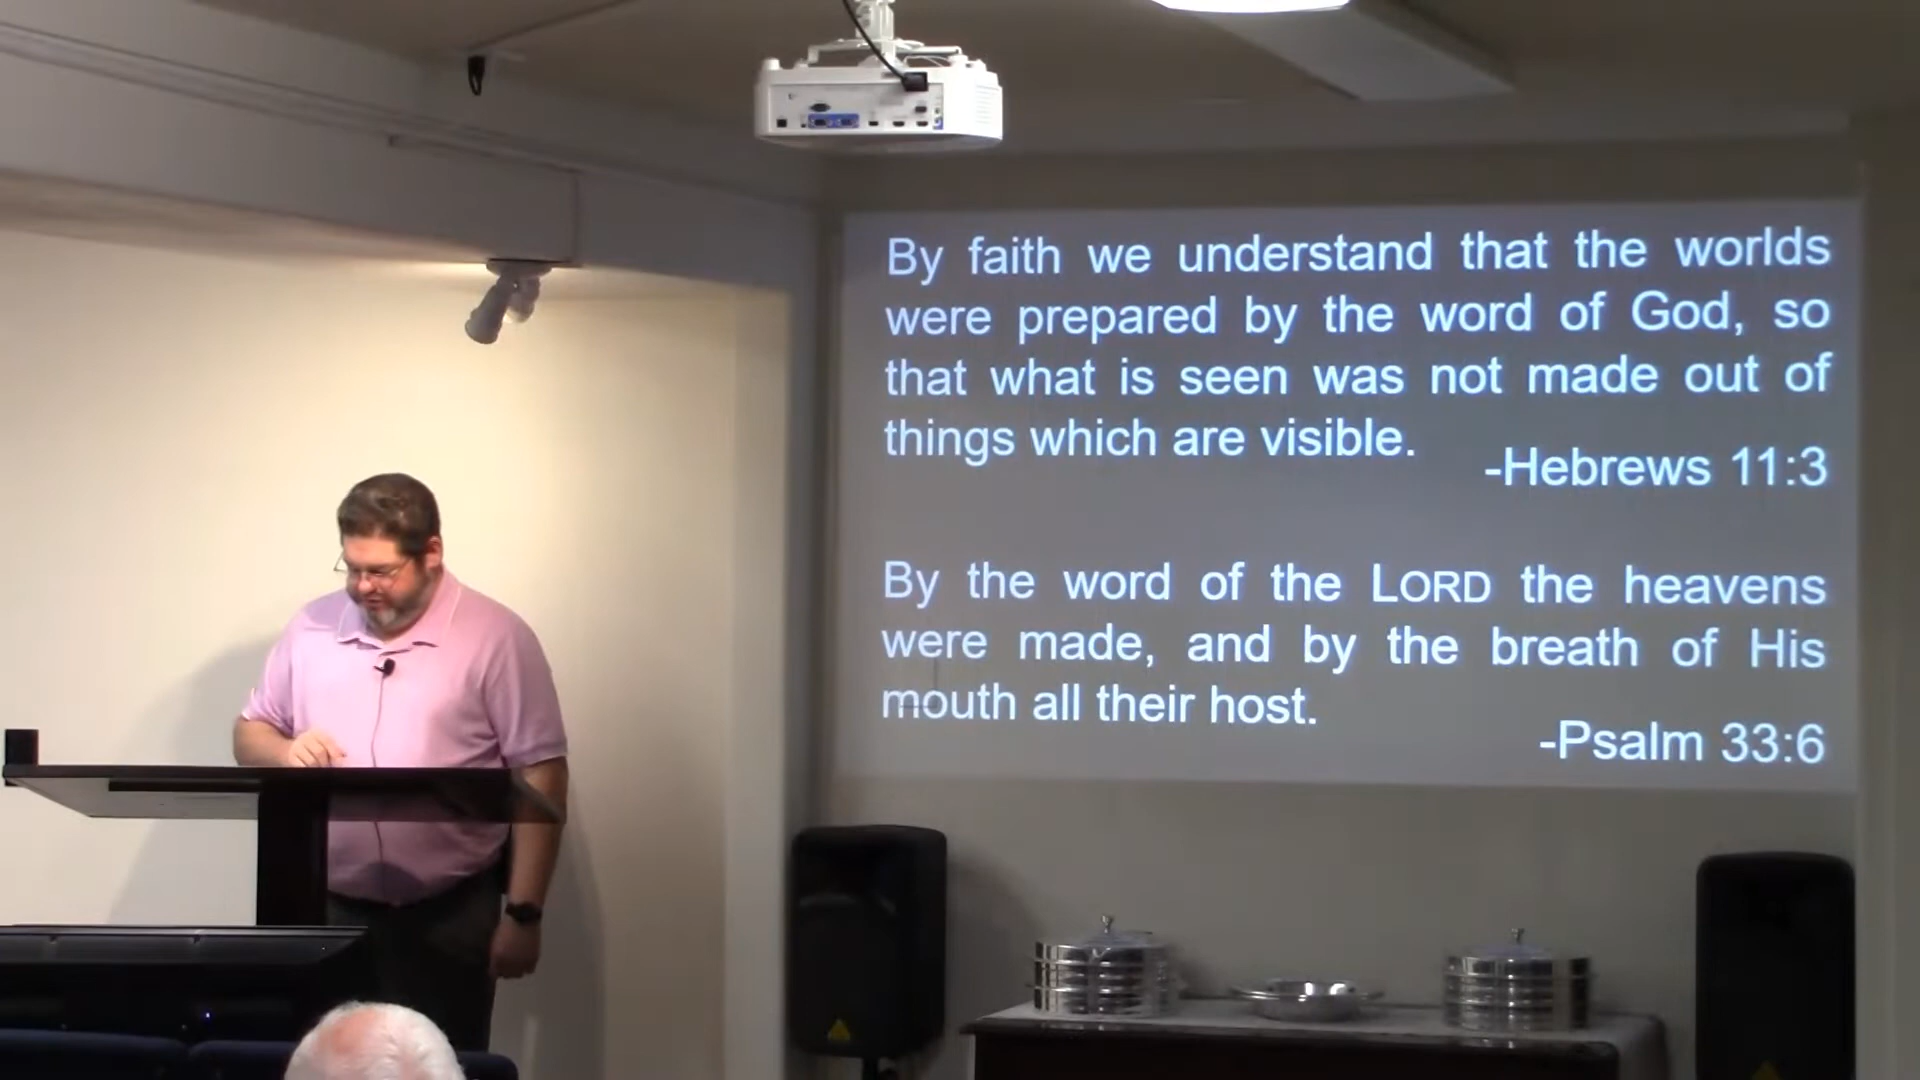 By faith we understand that the worlds
were prepared by the word of God, so
that what is seen was not made out of
things which are visible.
-Hebrews 11:3
By the word of the LORD the heavens
were made, and by the breath of His
mouth all their host.
-Psalm 33:6